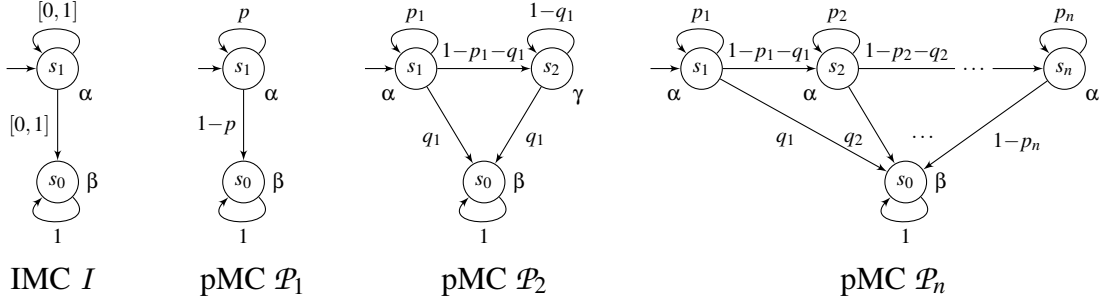 [0,1] p p₁ 1−q₁ p₁ p₂ pₙ
s₁ s₁ s₁ 1−p₁−q₁ s₂ s₁ 1−p₁−q₁ s₂ 1−p₂−q₂ ⋯ sₙ
α α α γ α α α
[0,1] 1−p q₁ q₁ q₁ q₂ ⋯ 1−pₙ
s₀ β s₀ β s₀ β s₀ β
1 1 1 1
IMC I pMC 𝒫₁ pMC 𝒫₂ pMC 𝒫ₙ